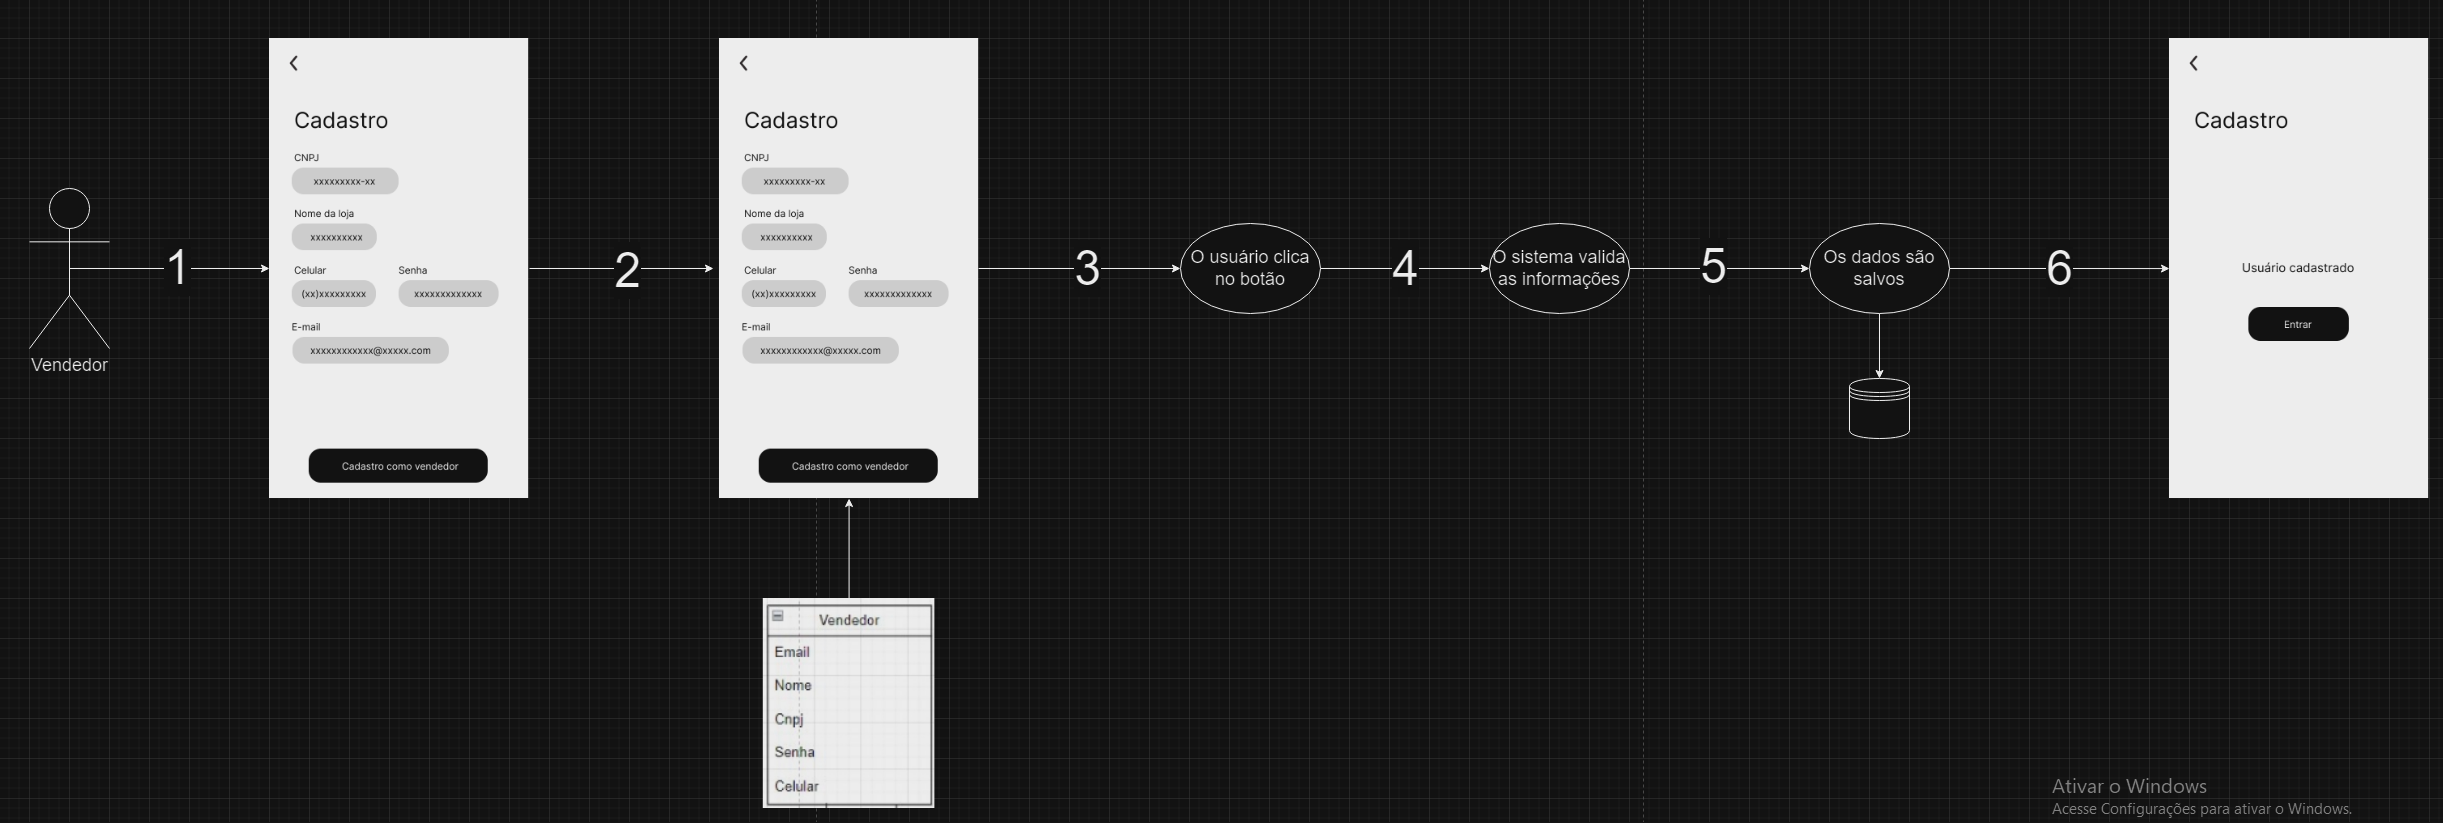 Vendedor
1
Cadastro
CNPJ
xxxxxxxxx-xx
Nome da loja
xxxxxxxxxx
Celular Senha
(xx)xxxxxxxxx xxxxxxxxxxxxx
E-mail
xxxxxxxxxxxx@xxxxx.com
Cadastro como vendedor
2
Cadastro
CNPJ
xxxxxxxxx-xx
Nome da loja
xxxxxxxxxx
Celular Senha
(xx)xxxxxxxxx xxxxxxxxxxxxx
E-mail
xxxxxxxxxxxx@xxxxx.com
Cadastro como vendedor
Vendedor
Email
Nome
Cnpj
Senha
Celular
3
O usuário clica
no botão
4
O sistema valida
as informações
5
Os dados são
salvos
6
Cadastro
Usuário cadastrado
Entrar
Ativar o Windows
Acesse Configurações para ativar o Windows.